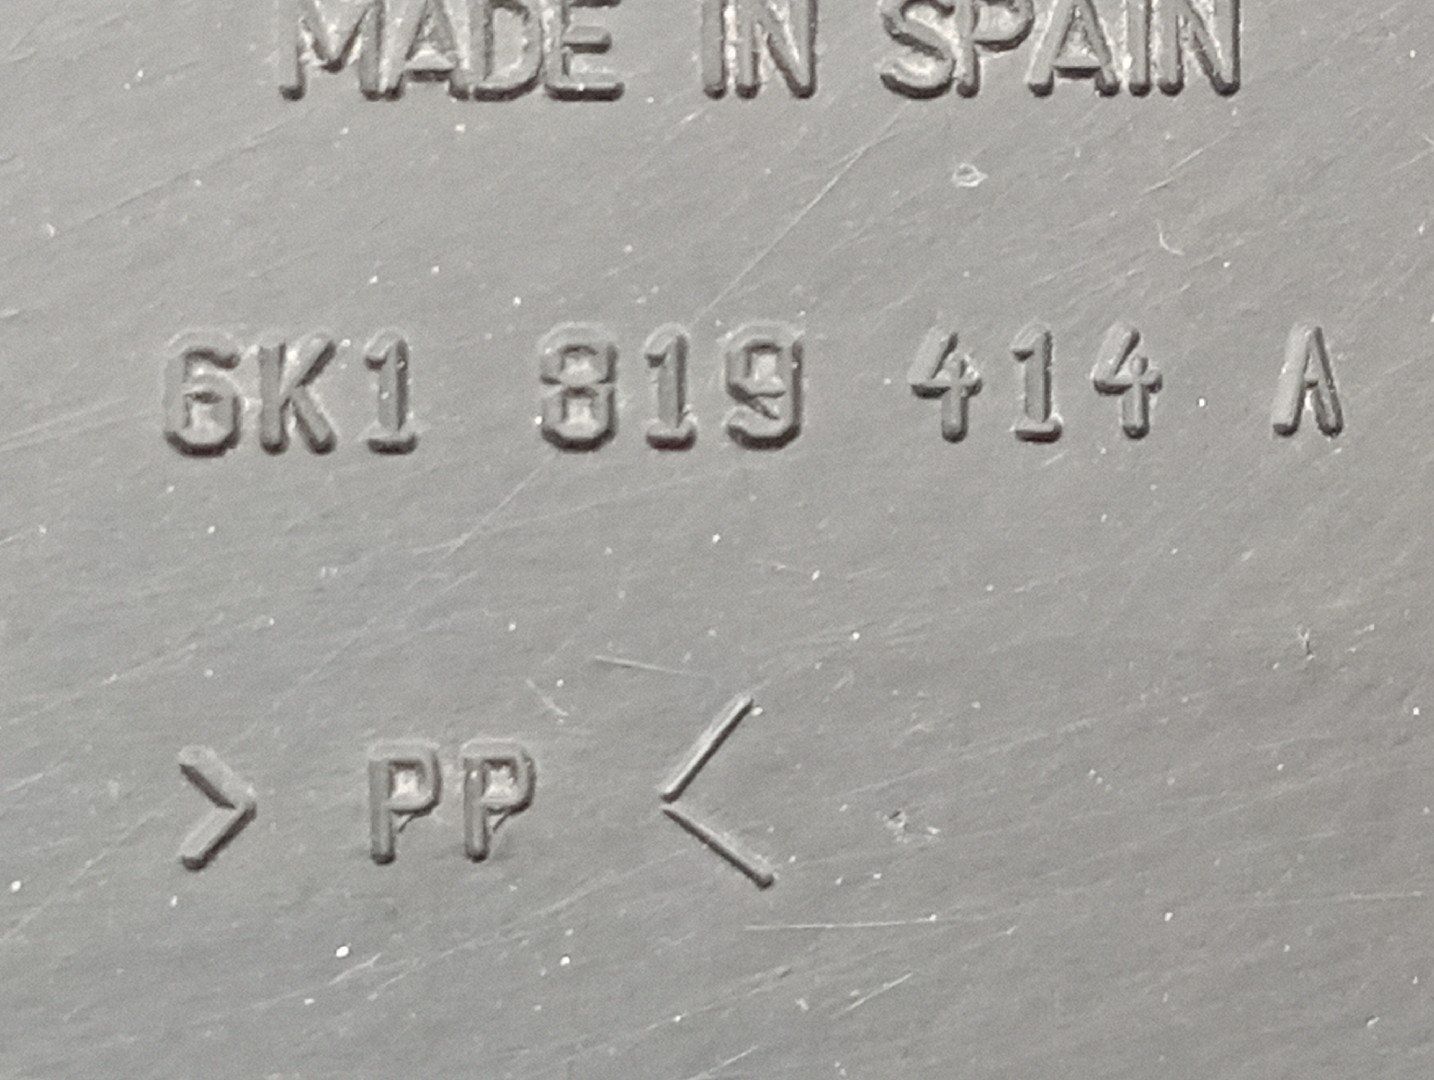 MADE IN SPAIN
6K1 819 414 A
> PP <